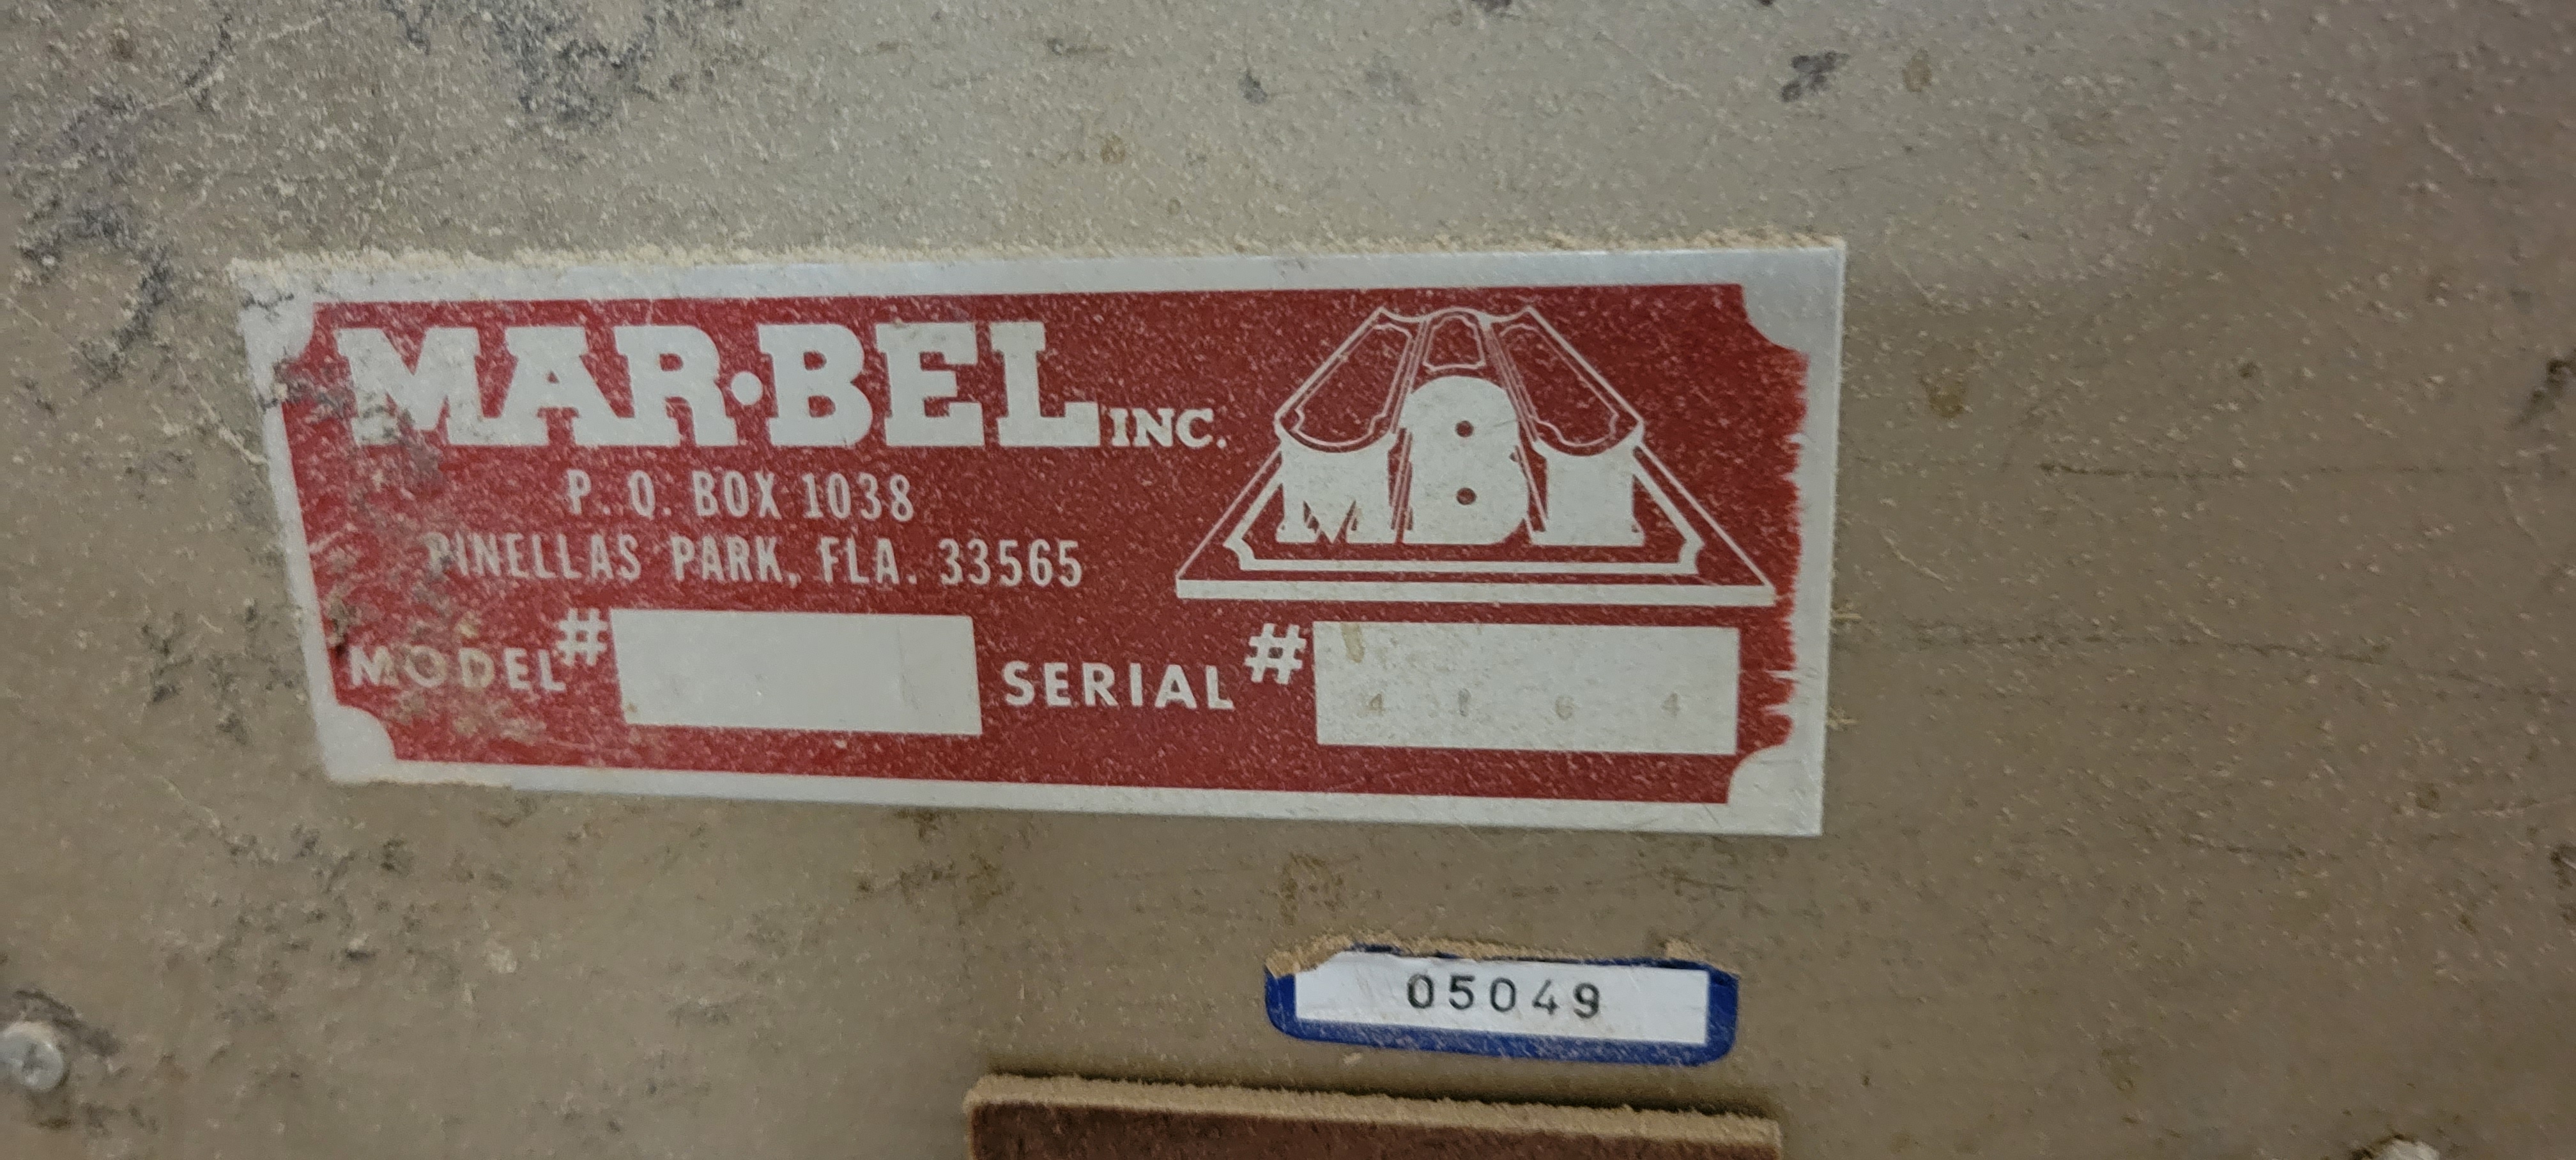 MAR·BEL INC.
P. O. BOX 1038
PINELLAS PARK, FLA. 33565
MBI
MODEL #
SERIAL # 4 1 6 4
05049